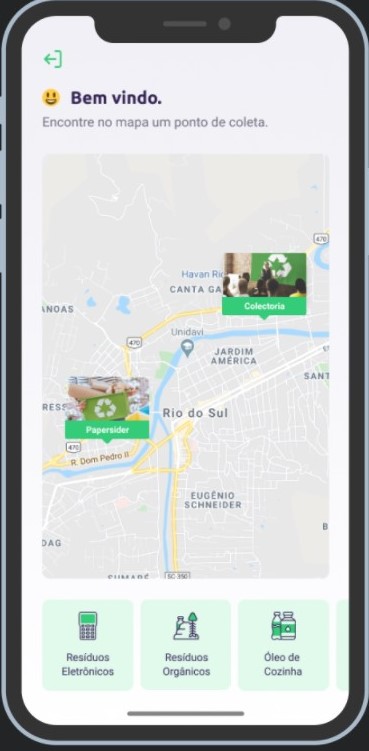 Bem vindo.
Encontre no mapa um ponto de coleta.
470
Havan Rio
CANTA GA
Colectoria
ANOAS
Unidavi
470
JARDIM
AMÉRICA
SANT
RESS
Rio do Sul
Papersider
470
R. Dom Pedro II
EUGÊNIO
SCHNEIDER
B
DAG
SUMARÉ
SC 350
Resíduos
Eletrônicos
Resíduos
Orgânicos
Óleo de
Cozinha